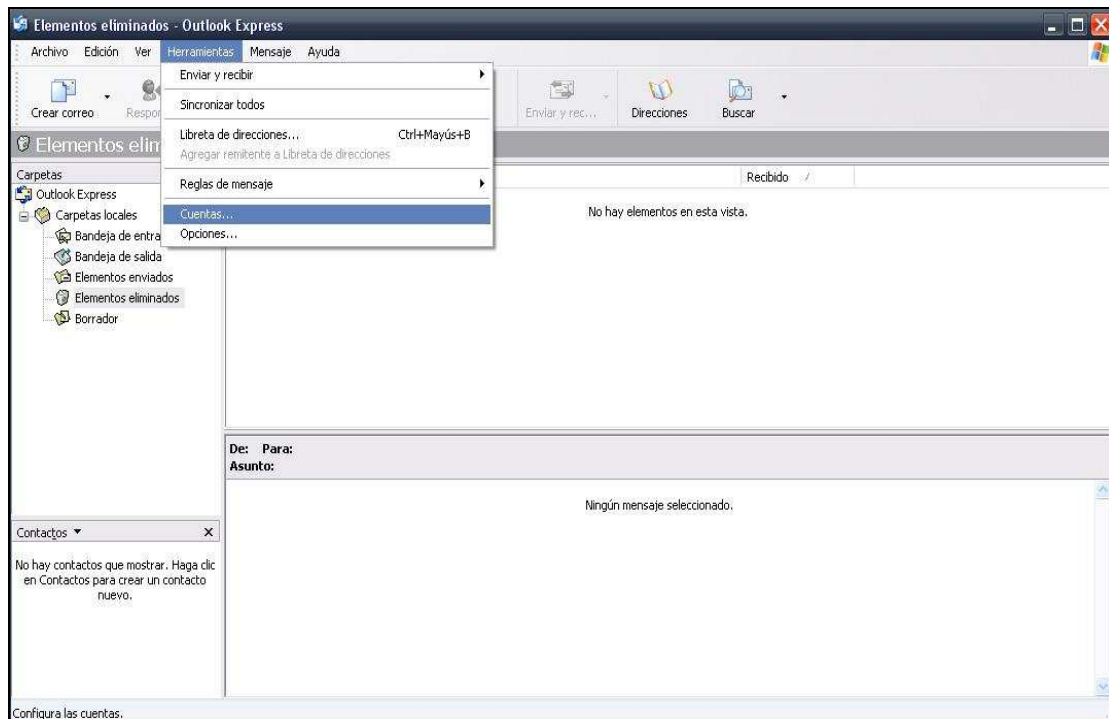 Elementos eliminados - Outlook Express
Archivo Edición Ver Herramientas Mensaje Ayuda
Crear correo
Enviar y rec... Direcciones Buscar
Enviar y recibir
Sincronizar todos
Libreta de direcciones... Ctrl+Mayús+B
Agregar remitente a Libreta de direcciones
Reglas de mensaje
Cuentas...
Opciones...
Elementos elim
Carpetas
Outlook Express
Carpetas locales
Bandeja de entra
Bandeja de salida
Elementos enviados
Elementos eliminados
Borrador
Recibido
No hay elementos en esta vista.
De: Para:
Asunto:
Ningún mensaje seleccionado.
Contactos
No hay contactos que mostrar. Haga clic
en Contactos para crear un contacto
nuevo.
Configura las cuentas.